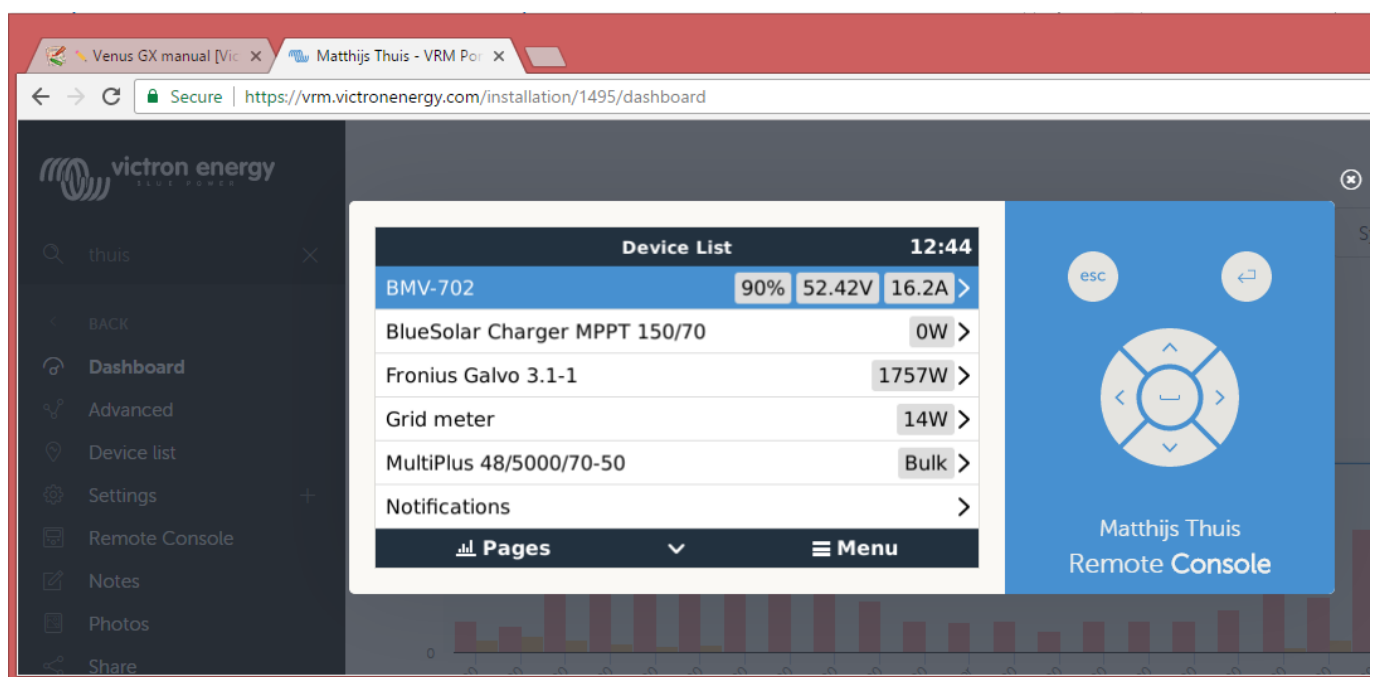 Venus GX manual [Vic
Matthijs Thuis - VRM Por
Secure | https://vrm.victronenergy.com/installation/1495/dashboard
victron energy
BLUE POWER
thuis
BACK
Dashboard
Advanced
Device list
Settings
Remote Console
Notes
Photos
Share
Device List 12:44
BMV-702 90% 52.42V 16.2A
BlueSolar Charger MPPT 150/70 0W
Fronius Galvo 3.1-1 1757W
Grid meter 14W
MultiPlus 48/5000/70-50 Bulk
Notifications
Pages Menu
esc
Matthijs Thuis
Remote Console
S
0